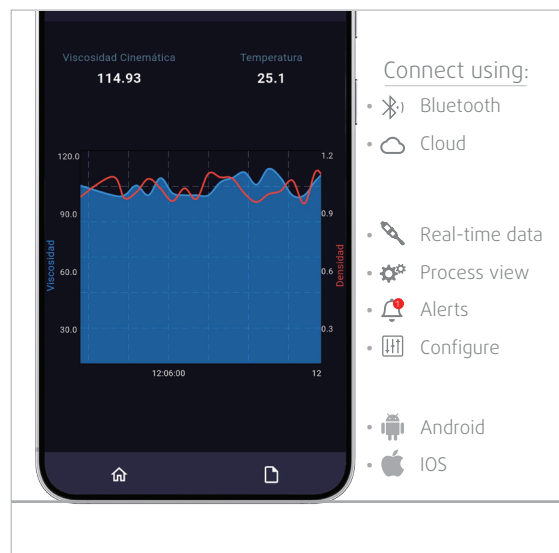 Viscosidad Cinemática
114.93
Temperatura
25.1
120.0
90.0
60.0
30.0
Viscosidad
1.2
0.9
0.6
0.3
Densidad
12:06:00
12
Connect using:
Bluetooth
Cloud
Real-time data
Process view
1
Alerts
Configure
Android
IOS